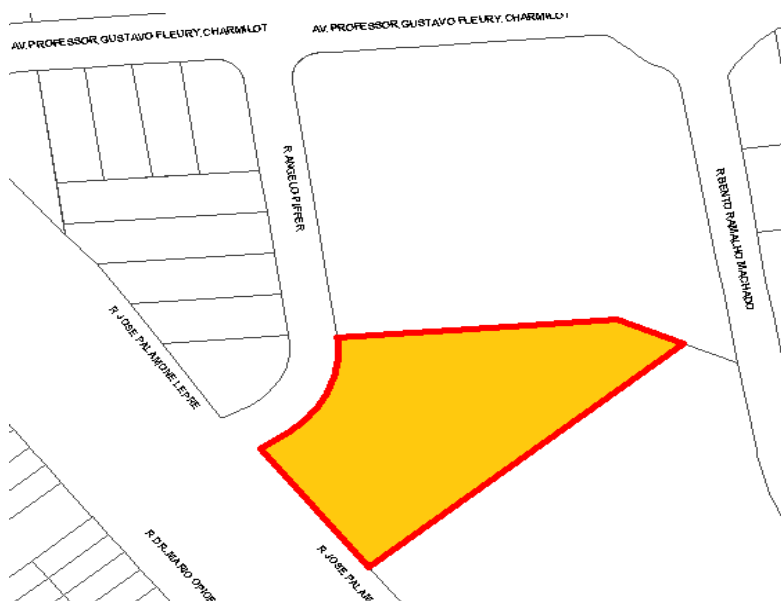 AV. PROFESSOR GUSTAVO FLEURY CHARMILOT
AV. PROFESSOR GUSTAVO FLEURY CHARMILOT
R ANGELO PIFFER
R BENTO RAMALHO MACHADO
R JOSE PALAMONE LEPRE
R DR. MARIO OPICE
R JOSE PALAM